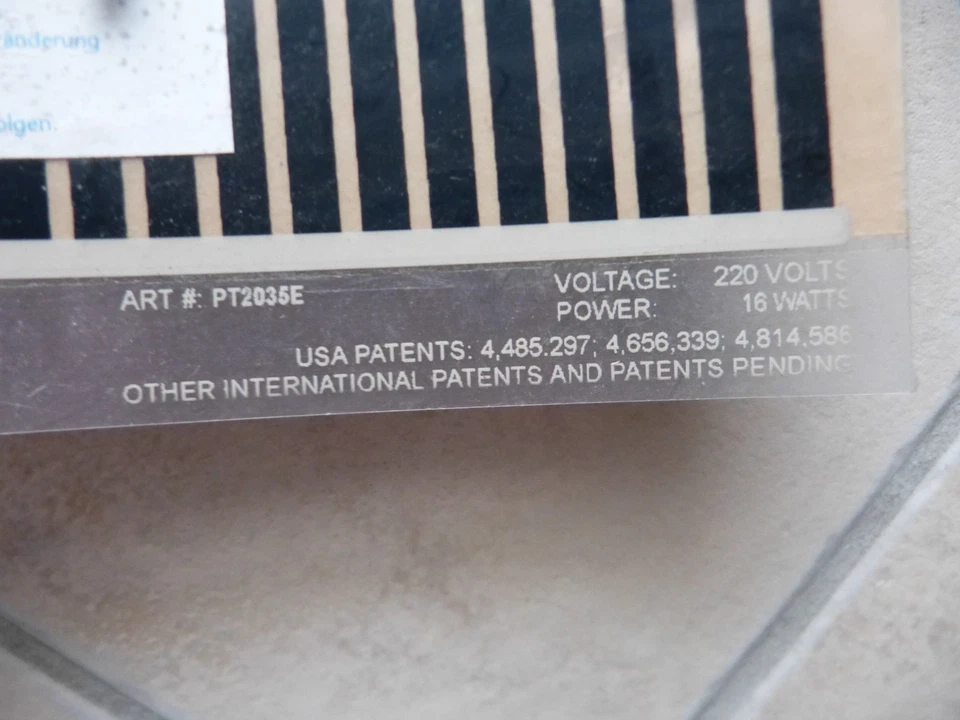 änderung
olgen.
ART #: PT2035E
VOLTAGE: 220 VOLTS
POWER: 16 WATTS
USA PATENTS: 4,485.297; 4,656,339; 4,814.586
OTHER INTERNATIONAL PATENTS AND PATENTS PENDING